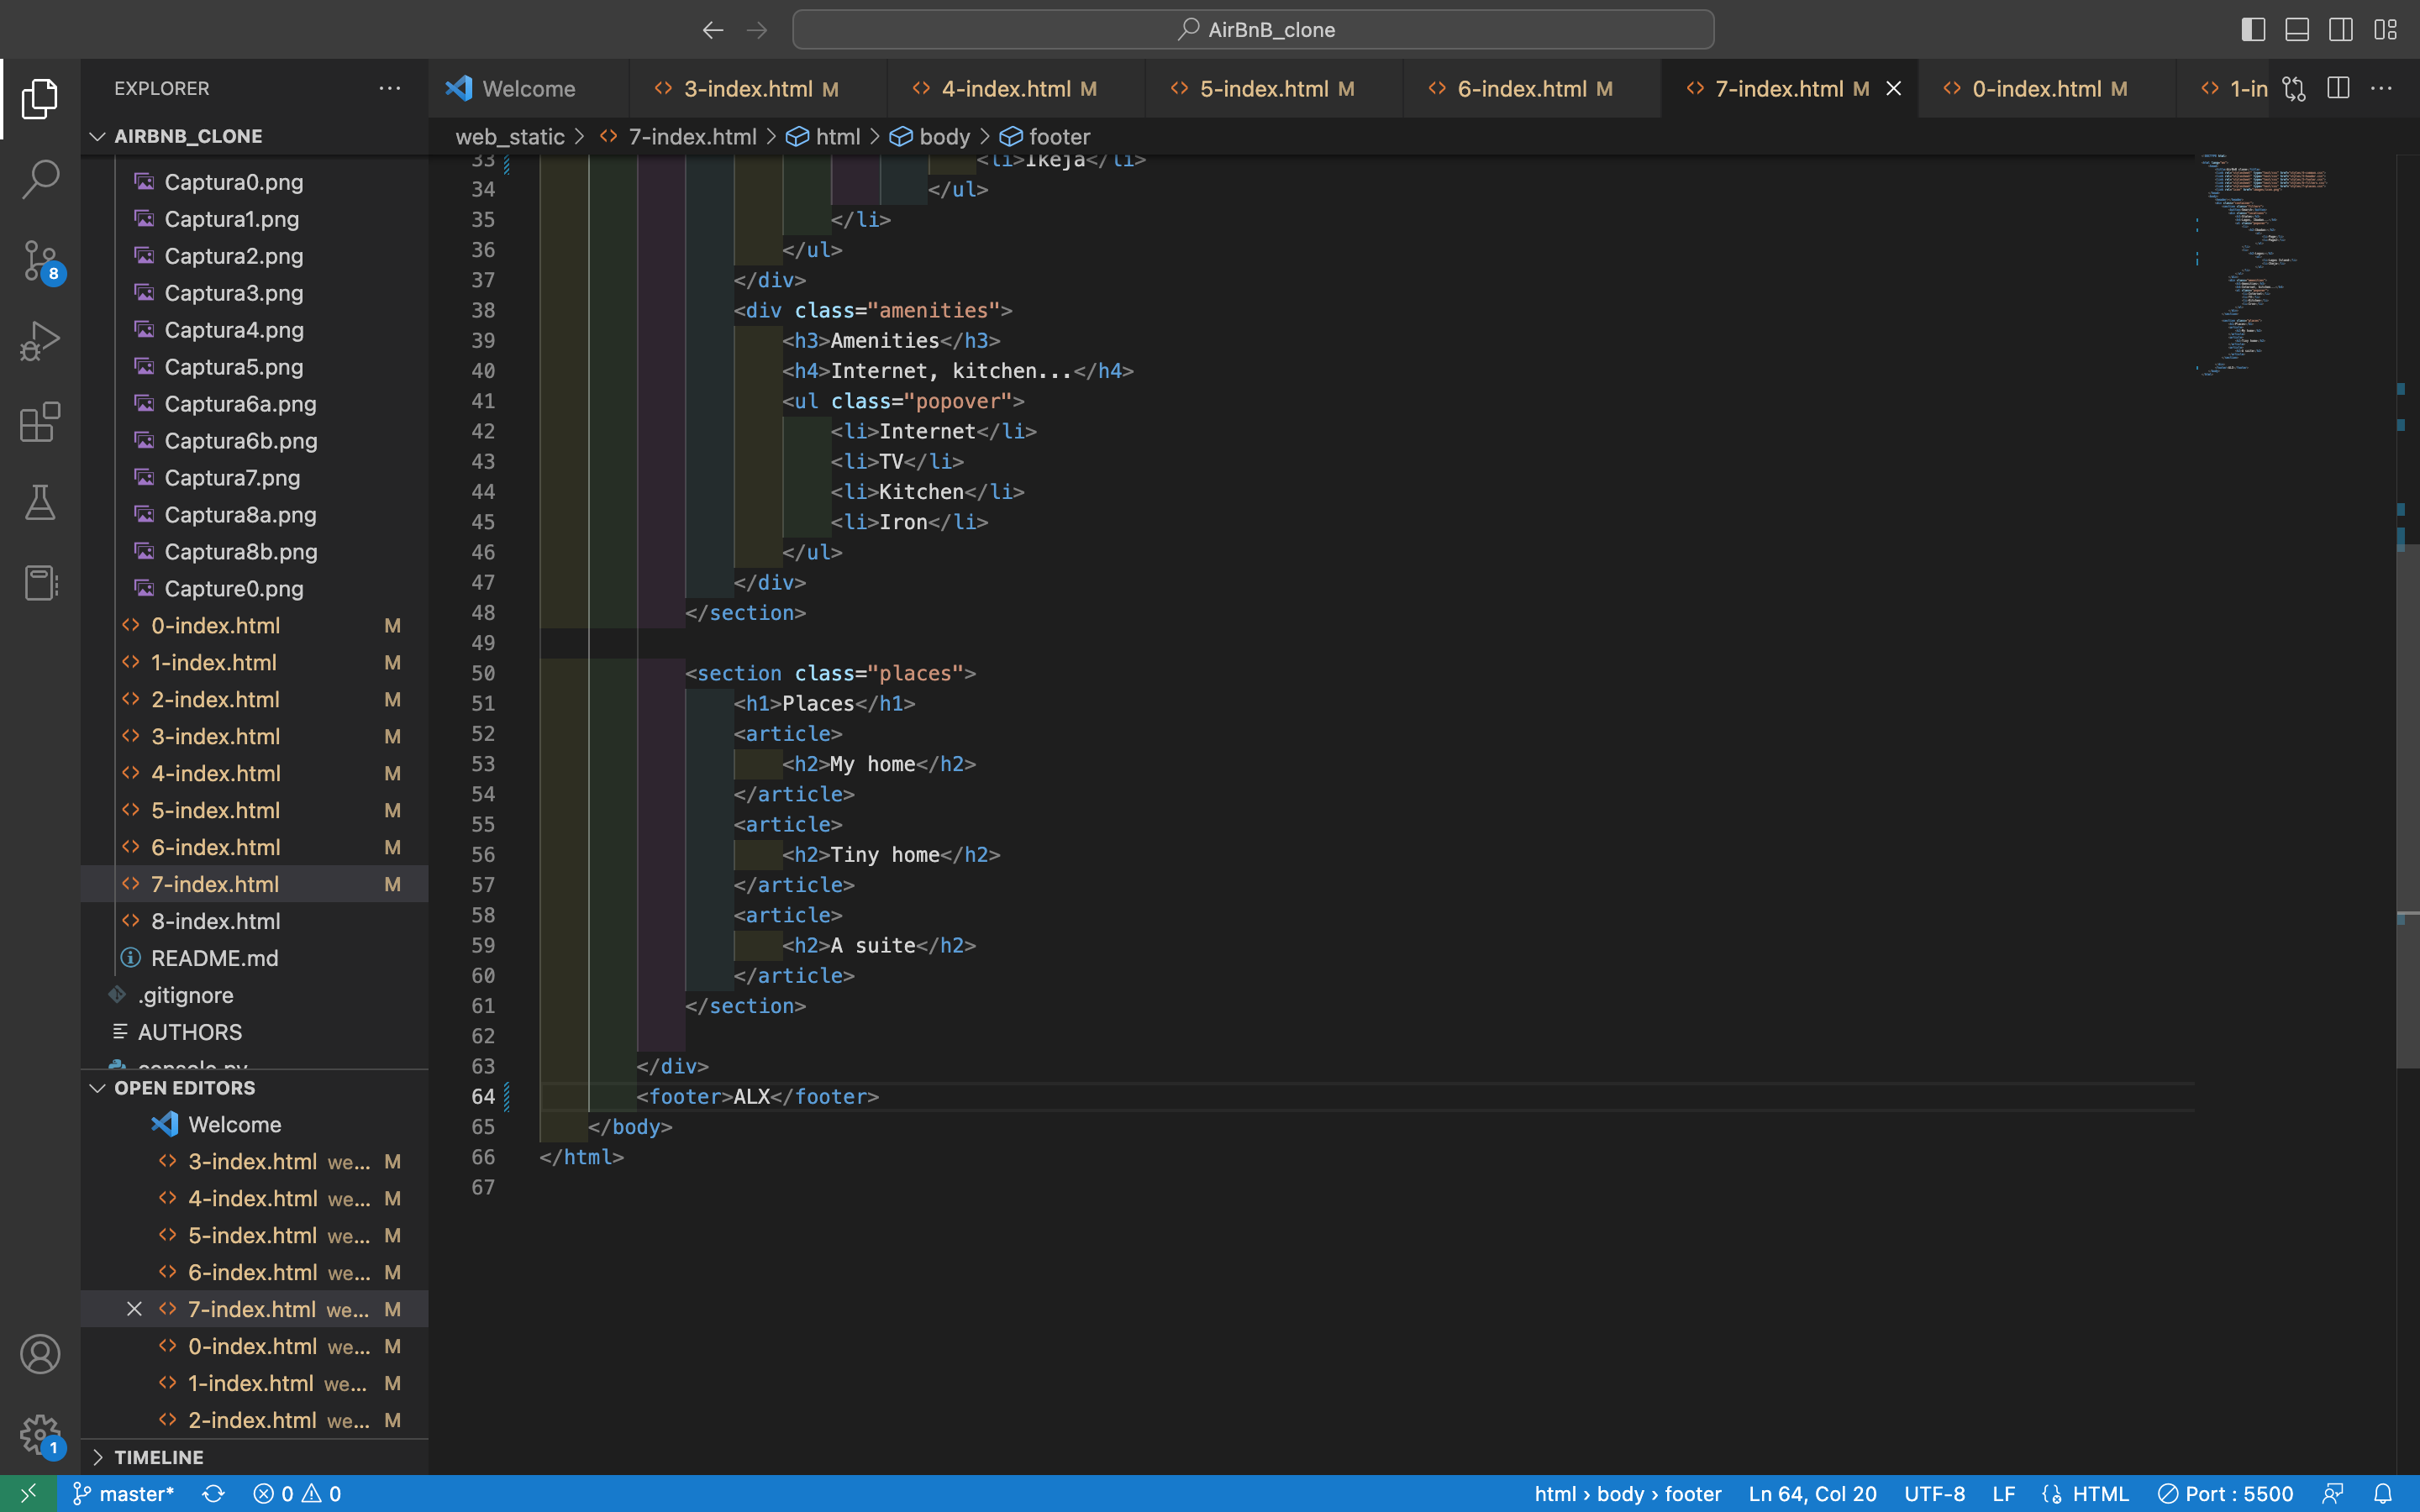 AirBnB_clone
EXPLORER
AIRBNB_CLONE
Captura0.png
Captura1.png
Captura2.png
Captura3.png
Captura4.png
Captura5.png
Captura6a.png
Captura6b.png
Captura7.png
Captura8a.png
Captura8b.png
Capture0.png
0-index.html M
1-index.html M
2-index.html M
3-index.html M
4-index.html M
5-index.html M
6-index.html M
7-index.html M
8-index.html
README.md
.gitignore
AUTHORS
console.py
OPEN EDITORS
Welcome
3-index.html we... M
4-index.html we... M
5-index.html we... M
6-index.html we... M
7-index.html we... M
0-index.html we... M
1-index.html we... M
2-index.html we... M
TIMELINE
8
1
Welcome 3-index.html M 4-index.html M 5-index.html M 6-index.html M 7-index.html M 0-index.html M 1-in
web_static > 7-index.html > html > body > footer
33 <li>Ikeja</li>
34 </ul>
35 </li>
36 </ul>
37 </div>
38 <div class="amenities">
39 <h3>Amenities</h3>
40 <h4>Internet, kitchen...</h4>
41 <ul class="popover">
42 <li>Internet</li>
43 <li>TV</li>
44 <li>Kitchen</li>
45 <li>Iron</li>
46 </ul>
47 </div>
48 </section>
49
50 <section class="places">
51 <h1>Places</h1>
52 <article>
53 <h2>My home</h2>
54 </article>
55 <article>
56 <h2>Tiny home</h2>
57 </article>
58 <article>
59 <h2>A suite</h2>
60 </article>
61 </section>
62
63 </div>
64 <footer>ALX</footer>
65 </body>
66 </html>
67
master* 0 0
html › body › footer Ln 64, Col 20 UTF-8 LF HTML Port : 5500